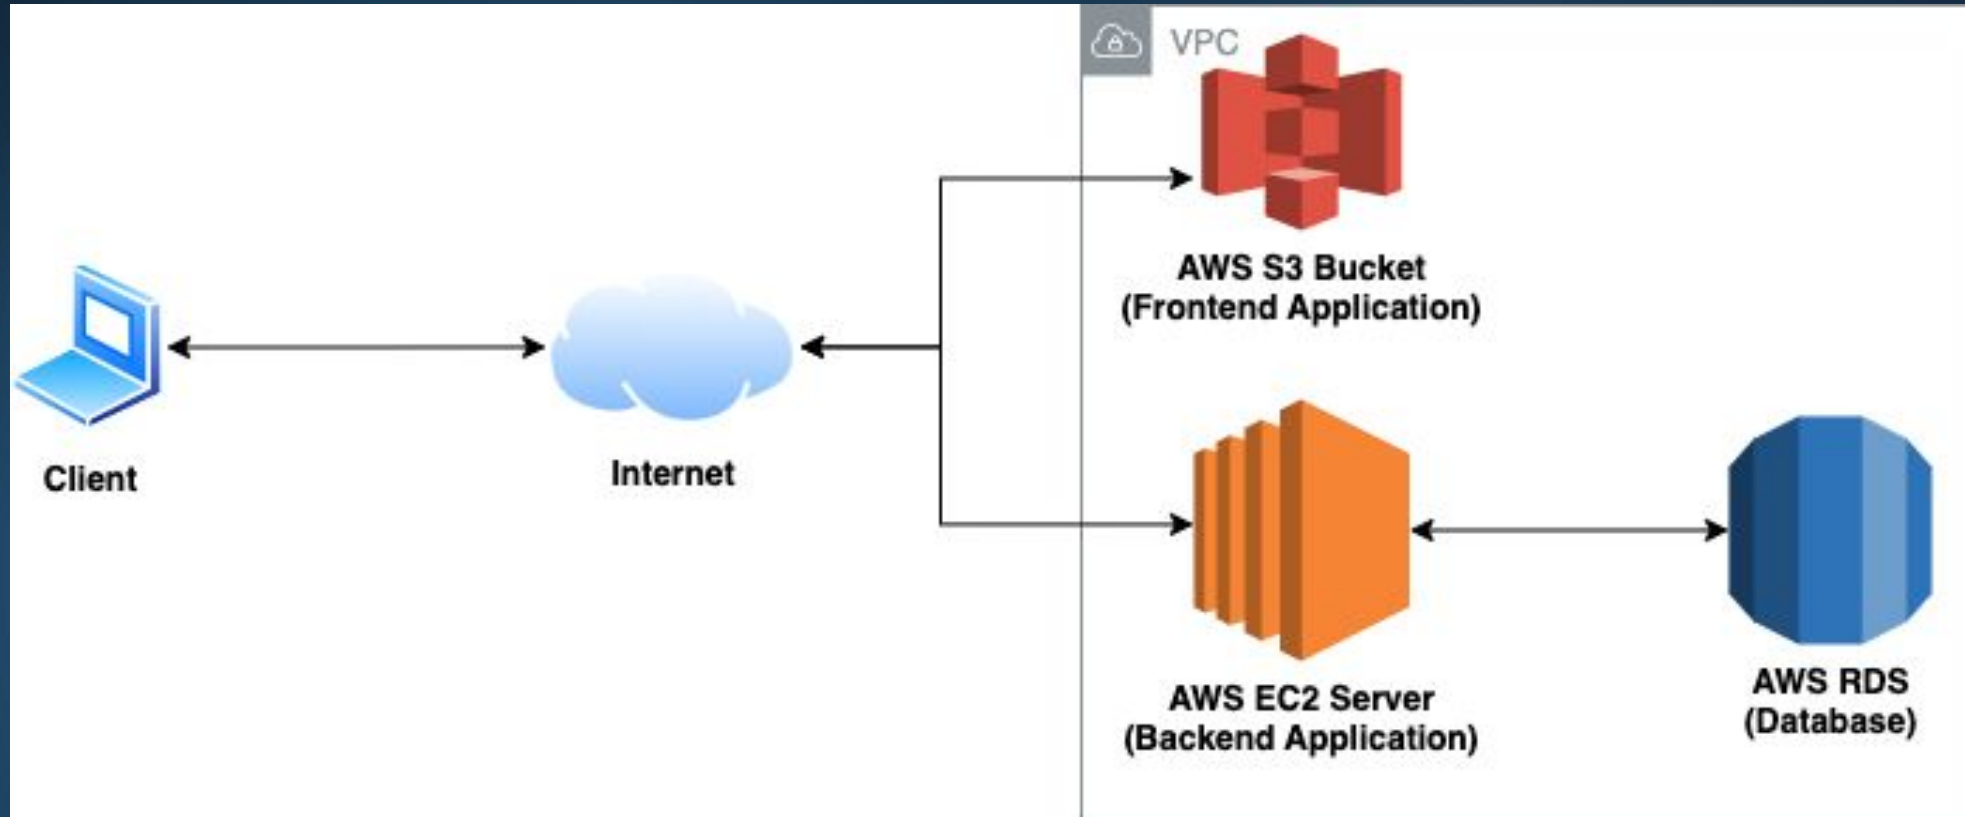 VPC
AWS S3 Bucket
(Frontend Application)
Client
Internet
AWS EC2 Server
(Backend Application)
AWS RDS
(Database)